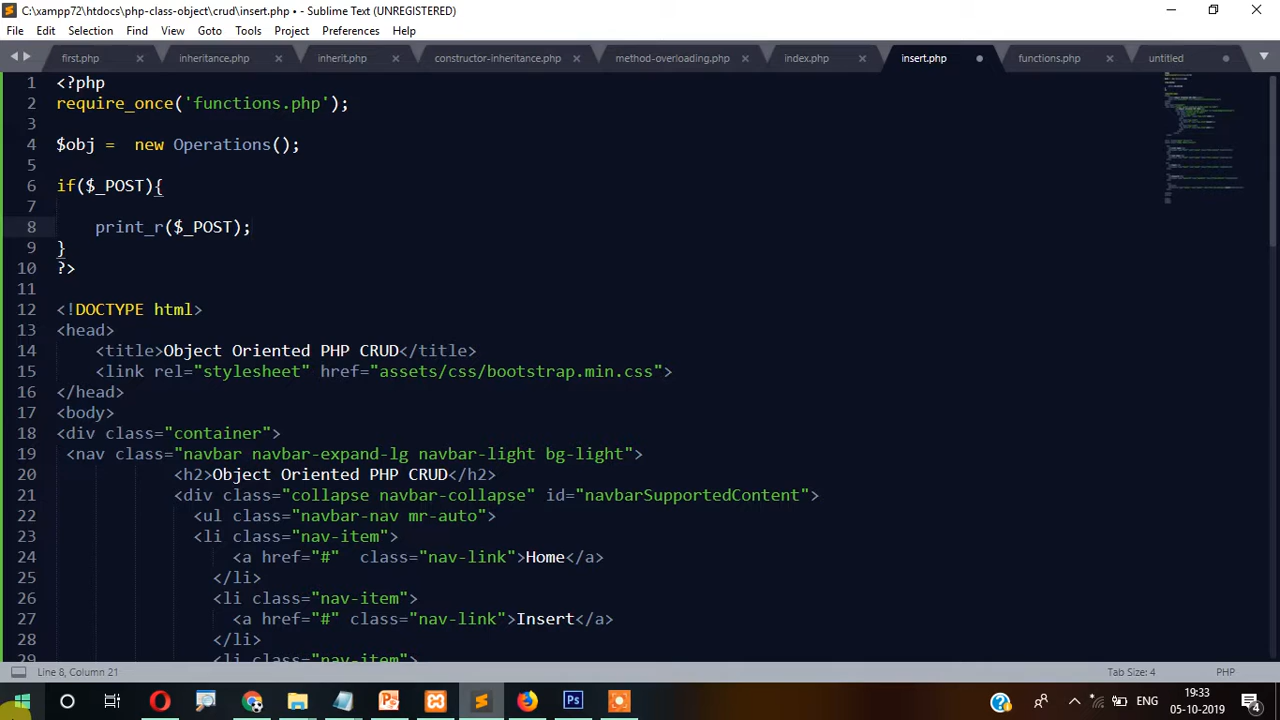 C:\xampp72\htdocs\php-class-object\crud\insert.php • - Sublime Text (UNREGISTERED)
File Edit Selection Find View Goto Tools Project Preferences Help
first.php inheritance.php inherit.php constructor-inheritance.php method-overloading.php index.php insert.php functions.php untitled
1 <?php
2 require_once('functions.php');
3
4 $obj =  new Operations();
5
6 if($_POST){
7
8 print_r($_POST);
9 }
10 ?>
11
12 <!DOCTYPE html>
13 <head>
14 <title>Object Oriented PHP CRUD</title>
15 <link rel="stylesheet" href="assets/css/bootstrap.min.css">
16 </head>
17 <body>
18 <div class="container">
19 <nav class="navbar navbar-expand-lg navbar-light bg-light">
20 <h2>Object Oriented PHP CRUD</h2>
21 <div class="collapse navbar-collapse" id="navbarSupportedContent">
22 <ul class="navbar-nav mr-auto">
23 <li class="nav-item">
24 <a href="#"  class="nav-link">Home</a>
25 </li>
26 <li class="nav-item">
27 <a href="#" class="nav-link">Insert</a>
28 </li>
29 <li class="nav-item">
Line 8, Column 21 Tab Size: 4 PHP
ENG 19:33
05-10-2019 4